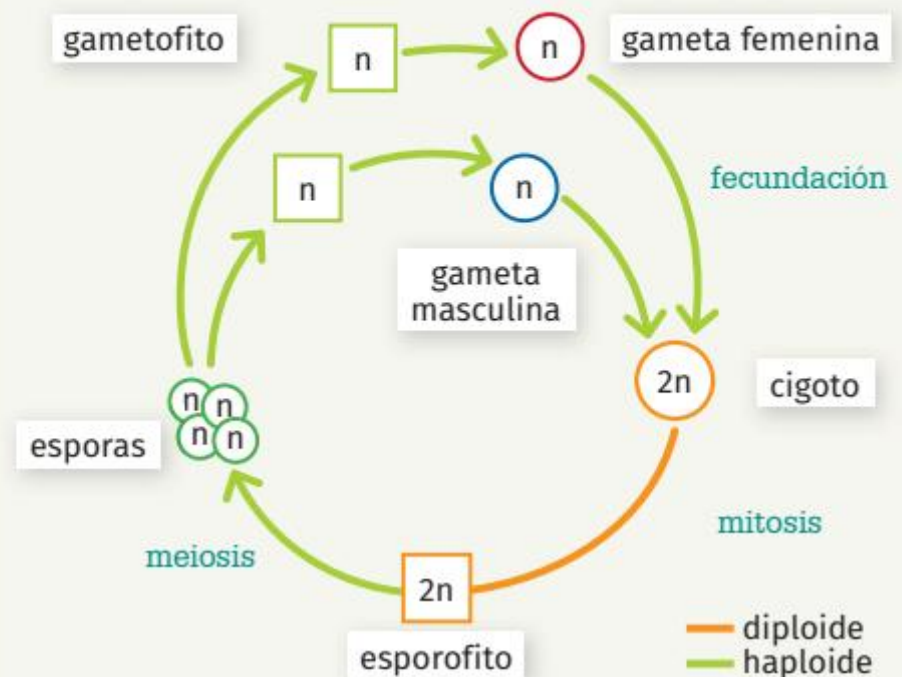 gametofito
n
n
gameta femenina
n
n
fecundación
gameta
masculina
2n
cigoto
n
n
n
n
esporas
mitosis
meiosis
2n
esporofito
diploide
haploide